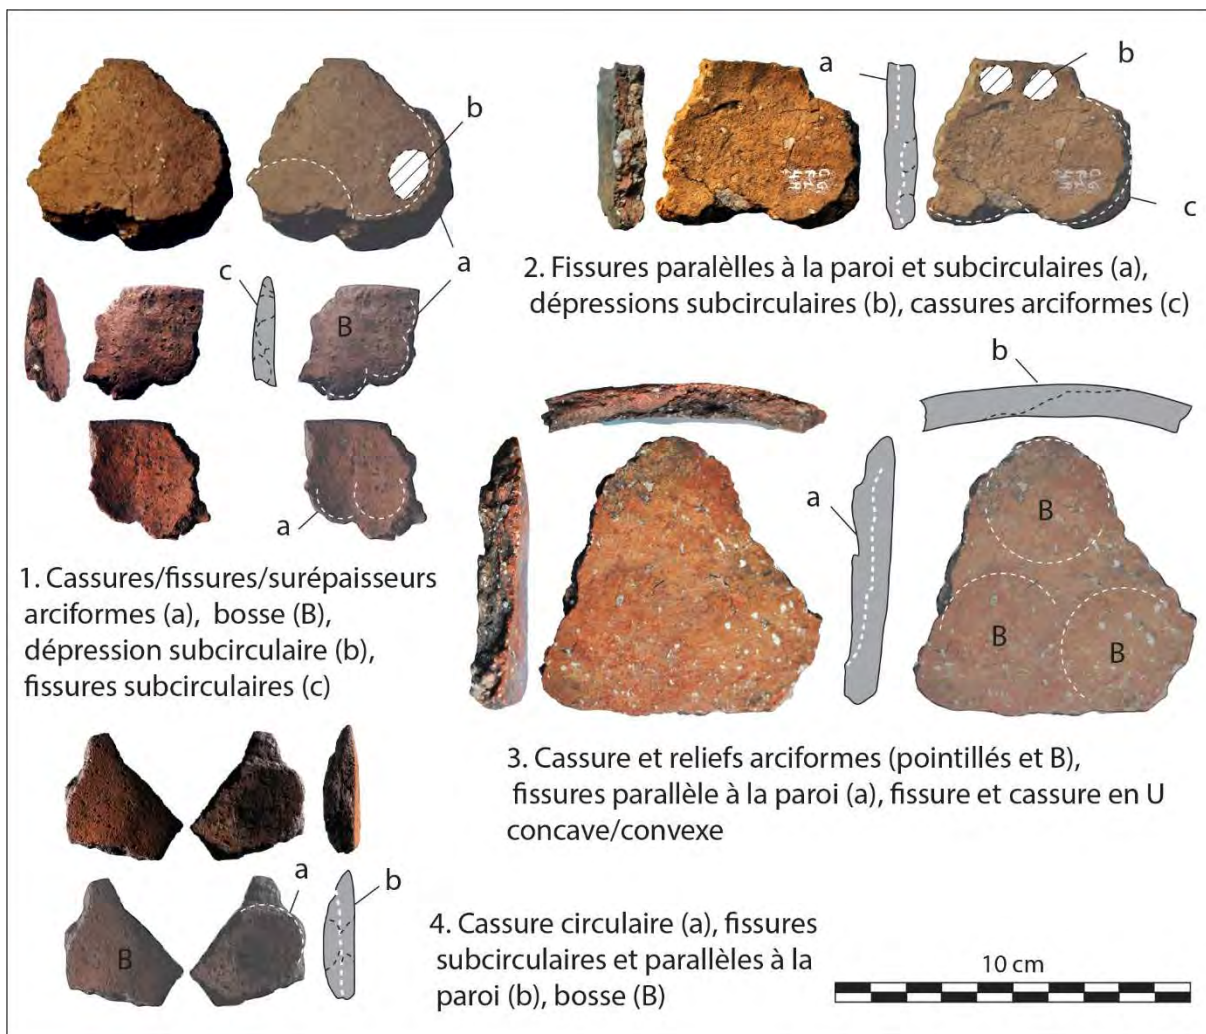 b
a
c
B
a
1. Cassures/fissures/surépaisseurs
arciformes (a), bosse (B),
dépression subcirculaire (b),
fissures subcirculaires (c)
a
b
c
2. Fissures paralèlles à la paroi et subcirculaires (a),
dépressions subcirculaires (b), cassures arciformes (c)
b
a
B
B
B
3. Cassure et reliefs arciformes (pointillés et B),
fissures parallèle à la paroi (a), fissure et cassure en U
concave/convexe
a
b
B
4. Cassure circulaire (a), fissures
subcirculaires et parallèles à la
paroi (b), bosse (B)
10 cm